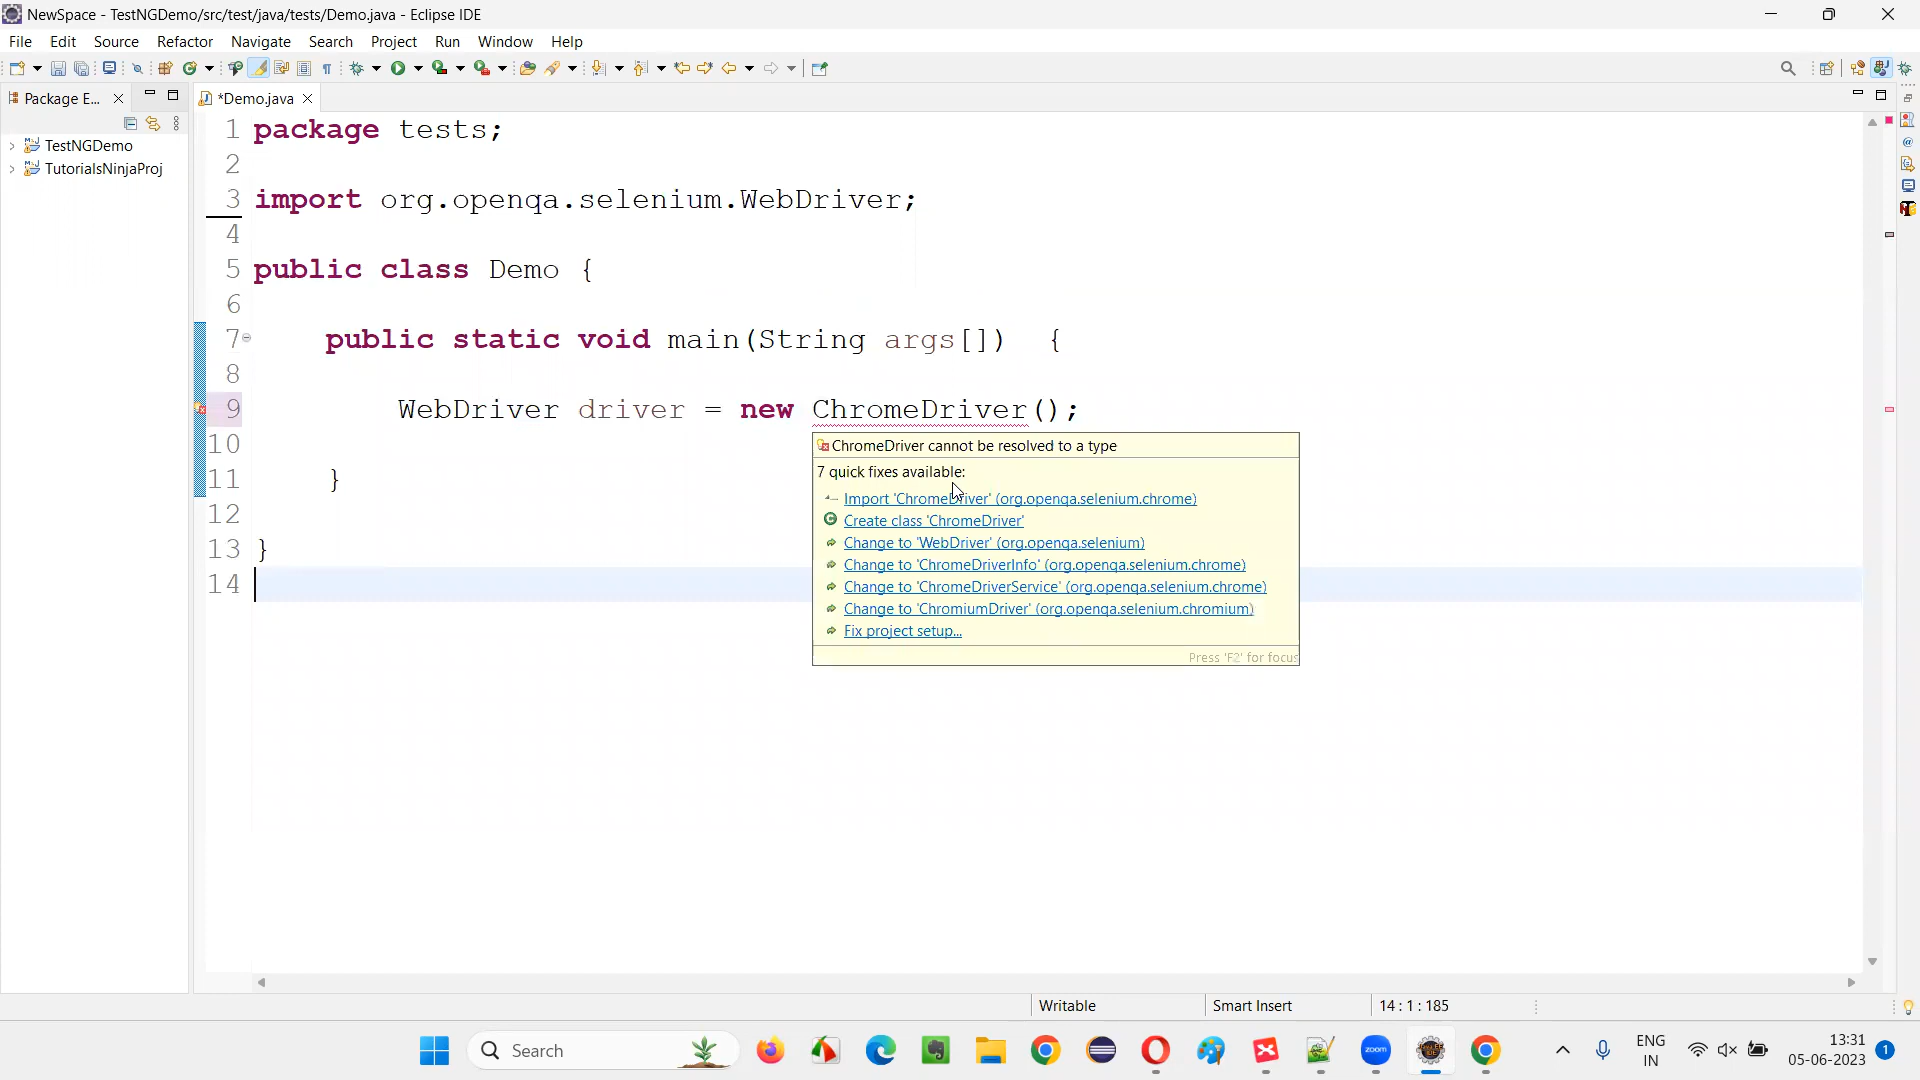 NewSpace - TestNGDemo/src/test/java/tests/Demo.java - Eclipse IDE
File Edit Source Refactor Navigate Search Project Run Window Help
Package E...
*Demo.java
TestNGDemo
TutorialsNinjaProj
1 package tests;
2
3 import org.openqa.selenium.WebDriver;
4
5 public class Demo {
6
7 public static void main(String args[]) {
8
9 WebDriver driver = new ChromeDriver();
10
11 }
12
13 }
14
ChromeDriver cannot be resolved to a type
7 quick fixes available:
Import 'ChromeDriver' (org.openqa.selenium.chrome)
Create class 'ChromeDriver'
Change to 'WebDriver' (org.openqa.selenium)
Change to 'ChromeDriverInfo' (org.openqa.selenium.chrome)
Change to 'ChromeDriverService' (org.openqa.selenium.chrome)
Change to 'ChromiumDriver' (org.openqa.selenium.chromium)
Fix project setup...
Press 'F2' for focus
Writable Smart Insert 14 : 1 : 185
Search
zoom
ENG
IN
13:31
05-06-2023
1